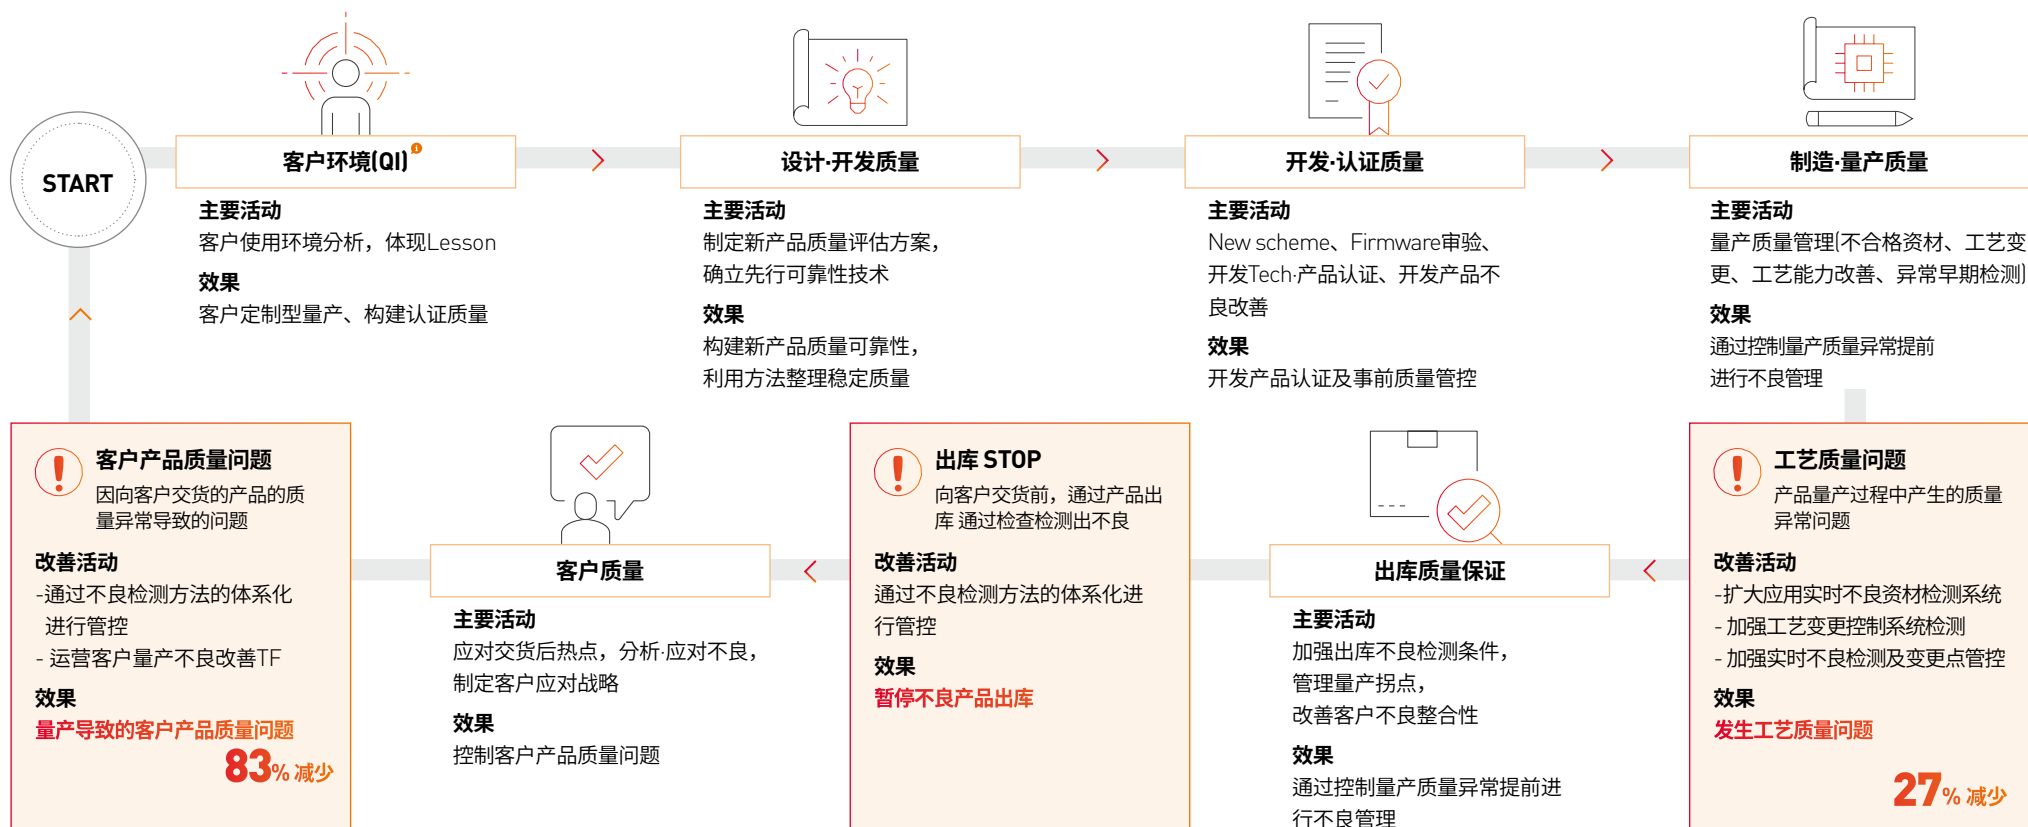 START
客户环境(QI)
主要活动
客户使用环境分析，体现Lesson
效果
客户定制型量产、构建认证质量
设计·开发质量
主要活动
制定新产品质量评估方案，
确立先行可靠性技术
效果
构建新产品质量可靠性，
利用方法整理稳定质量
开发·认证质量
主要活动
New scheme、Firmware审验、
开发Tech·产品认证、开发产品不
良改善
效果
开发产品认证及事前质量管控
制造·量产质量
主要活动
量产质量管理(不合格资材、工艺变
更、工艺能力改善、异常早期检测)
效果
通过控制量产质量异常提前
进行不良管理
客户产品质量问题
因向客户交货的产品的质
量异常导致的问题
改善活动
-通过不良检测方法的体系化
进行管控
- 运营客户量产不良改善TF
效果
量产导致的客户产品质量问题
83% 减少
客户质量
主要活动
应对交货后热点，分析·应对不良，
制定客户应对战略
效果
控制客户产品质量问题
出库 STOP
向客户交货前，通过产品出
库 通过检查检测出不良
改善活动
通过不良检测方法的体系化进
行管控
效果
暂停不良产品出库
出库质量保证
主要活动
加强出库不良检测条件，
管理量产拐点，
改善客户不良整合性
效果
通过控制量产质量异常提前进
行不良管理
工艺质量问题
产品量产过程中产生的质量
异常问题
改善活动
-扩大应用实时不良资材检测系统
- 加强工艺变更控制系统检测
- 加强实时不良检测及变更点管控
效果
发生工艺质量问题
27% 减少